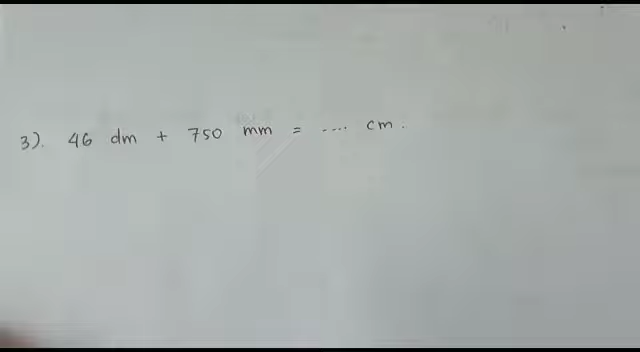 3). 46 dm + 750 mm = .... cm.